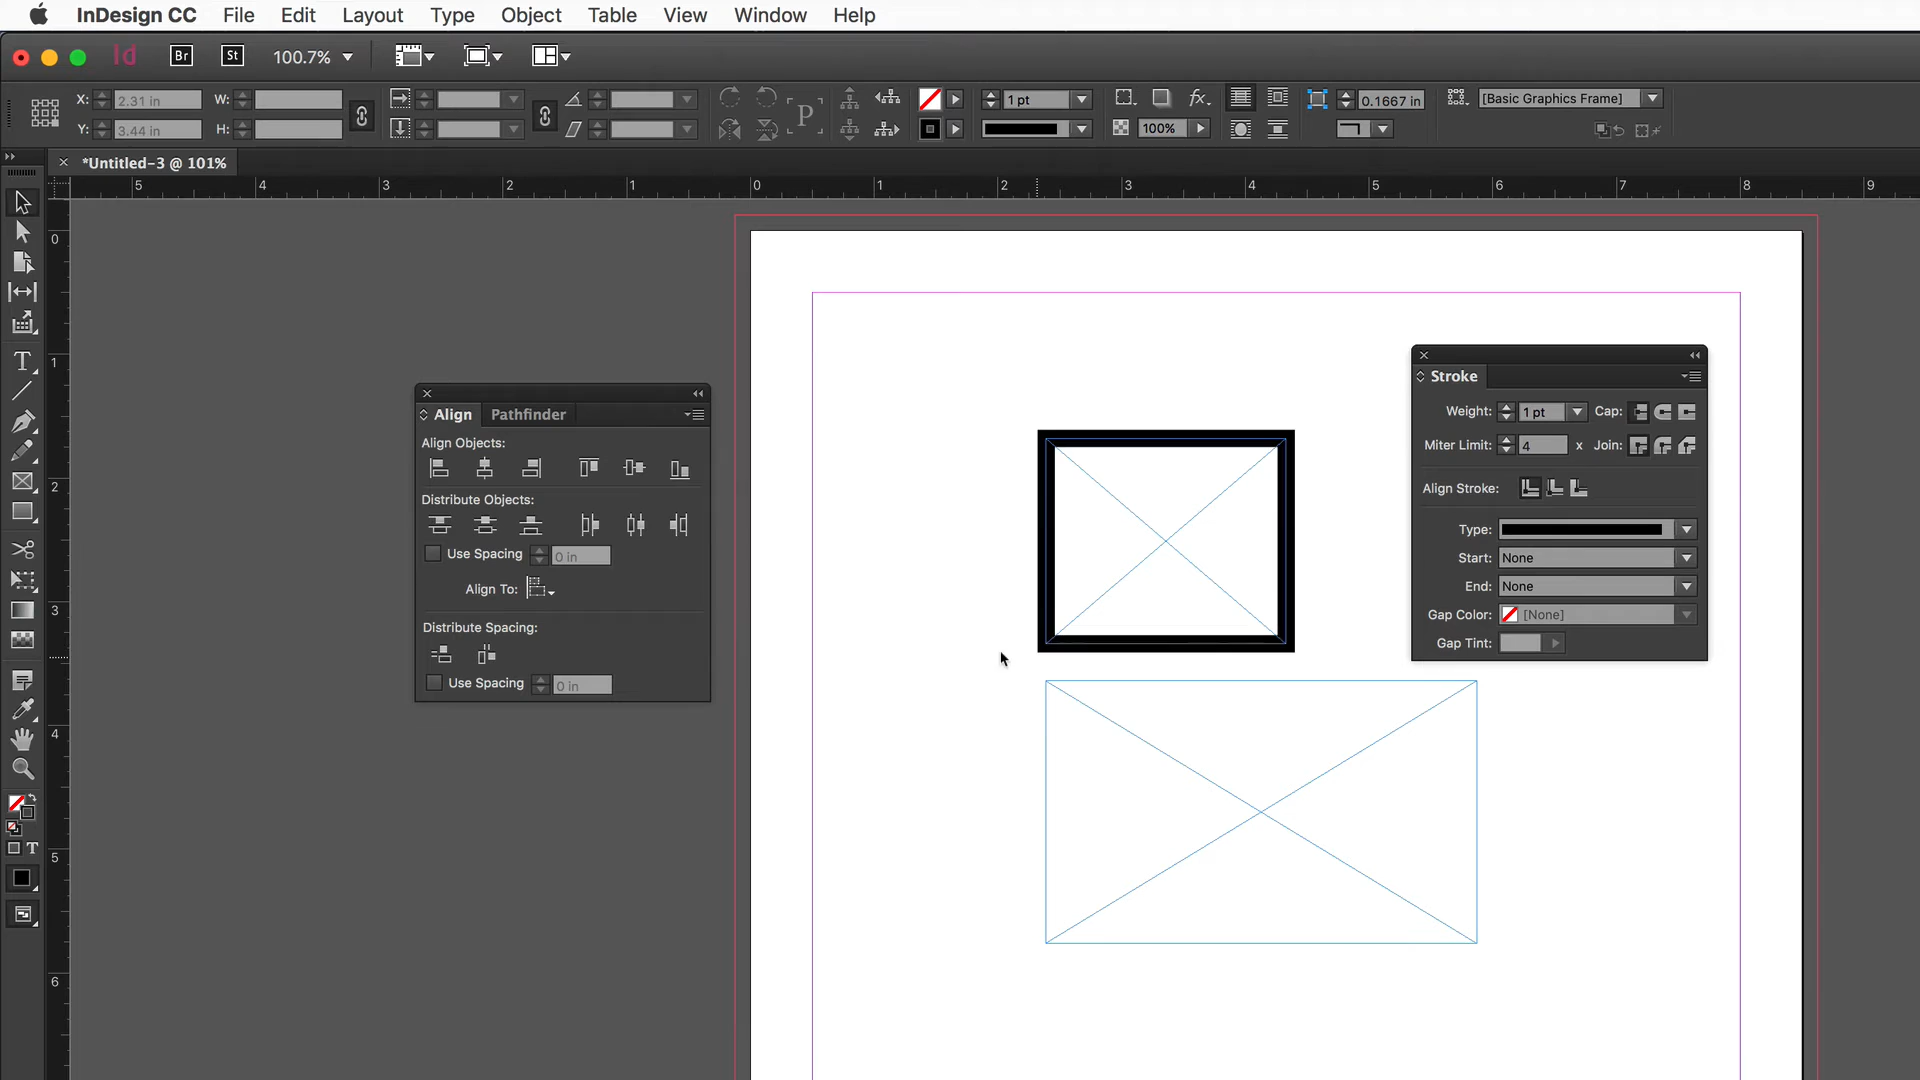 InDesign CC File Edit Layout Type Object Table View Window Help
Id Br St 100.7%
X: 2.31 in W: 1 pt fx. 0.1667 in [Basic Graphics Frame]
Y: 3.44 in H: P 100%
*Untitled-3 @ 101%
5 4 3 2 1 0 1 2 3 4 5 6 7 8 9
0
1
2
3
4
5
6
T
T
Align Pathfinder
Align Objects:
Distribute Objects:
Use Spacing 0 in
Align To:
Distribute Spacing:
Use Spacing 0 in
Stroke
Weight: 1 pt Cap:
Miter Limit: 4 x Join:
Align Stroke:
Type:
Start: None
End: None
Gap Color: [None]
Gap Tint: